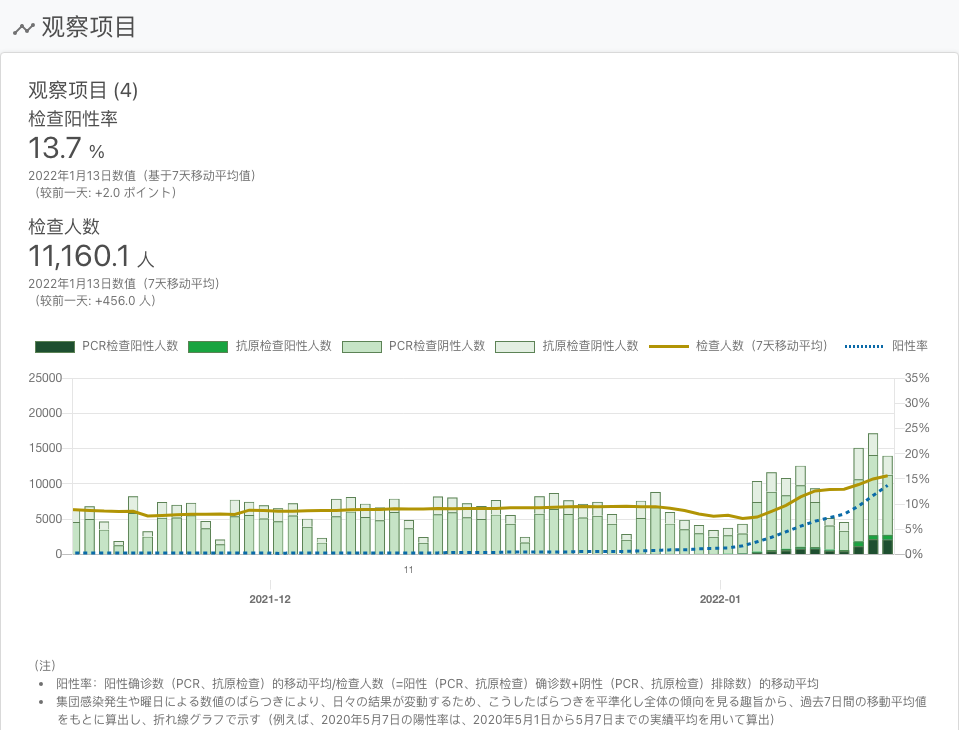 观察项目
观察项目 (4)
检查阳性率
13.7 %
2022年1月13日数值（基于7天移动平均值）
（较前一天: +2.0 ポイント）
检查人数
11,160.1 人
2022年1月13日数值（7天移动平均）
（较前一天: +456.0 人）
PCR检查阳性人数 抗原检查阳性人数 PCR检查阴性人数 抗原检查阴性人数 检查人数（7天移动平均） 阳性率
25000 35%
20000 30%
15000 25%
10000 20%
5000 15%
0 10%
5%
0%
11
2021-12 2022-01
（注）
• 阳性率：阳性确诊数（PCR、抗原检查）的移动平均/检查人数（=阳性（PCR、抗原检查）确诊数+阴性（PCR、抗原检查）排除数）的移动平均
• 集団感染発生や曜日による数値のばらつきにより、日々の結果が変動するため、こうしたばらつきを平準化し全体の傾向を見る趣旨から、過去7日間の移動平均値
をもとに算出し、折れ線グラフで示す（例えば、2020年5月7日の陽性率は、2020年5月1日から5月7日までの実績平均を用いて算出）